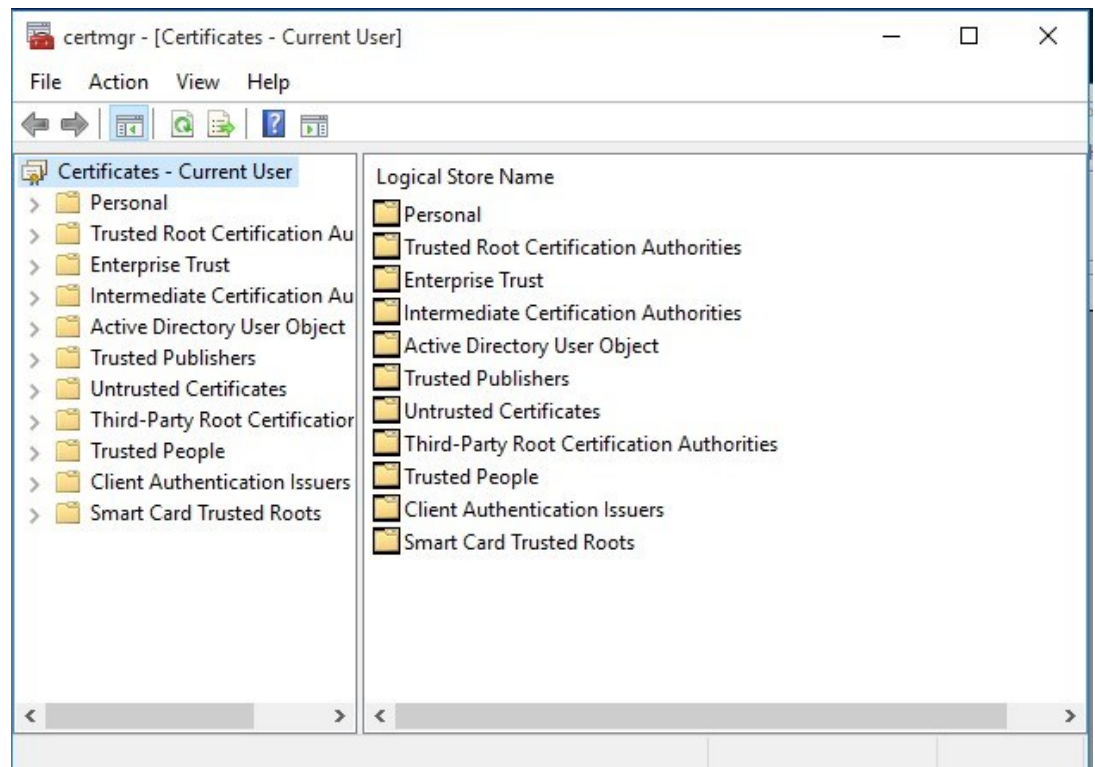 certmgr - [Certificates - Current User]
File Action View Help
Certificates - Current User
Personal
Trusted Root Certification Au
Enterprise Trust
Intermediate Certification Au
Active Directory User Object
Trusted Publishers
Untrusted Certificates
Third-Party Root Certification
Trusted People
Client Authentication Issuers
Smart Card Trusted Roots
Logical Store Name
Personal
Trusted Root Certification Authorities
Enterprise Trust
Intermediate Certification Authorities
Active Directory User Object
Trusted Publishers
Untrusted Certificates
Third-Party Root Certification Authorities
Trusted People
Client Authentication Issuers
Smart Card Trusted Roots